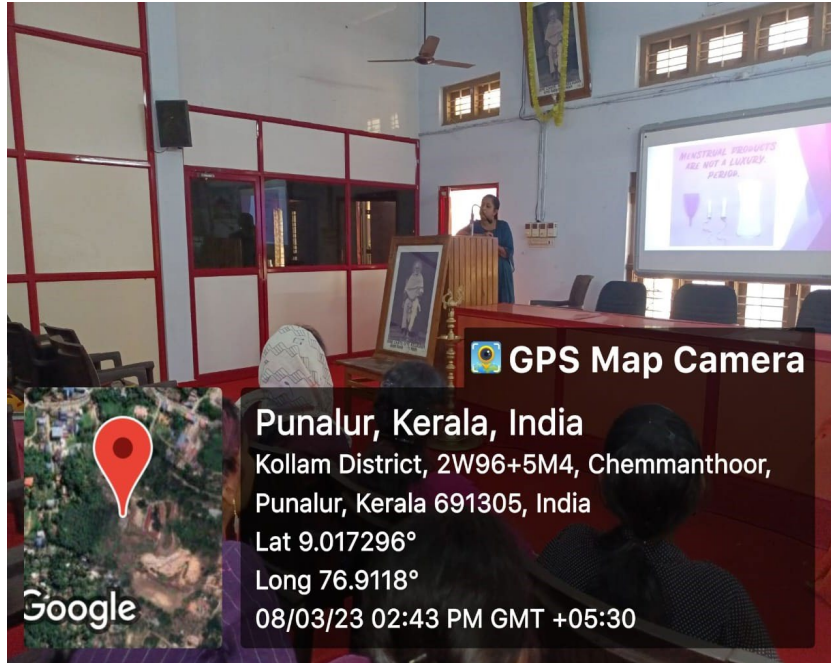 MENSTRUAL PRODUCTS
ARE NOT A LUXURY.
PERIOD.
GPS Map Camera
Punalur, Kerala, India
Kollam District, 2W96+5M4, Chemmanthoor,
Punalur, Kerala 691305, India
Lat 9.017296°
Long 76.9118°
08/03/23 02:43 PM GMT +05:30
Google